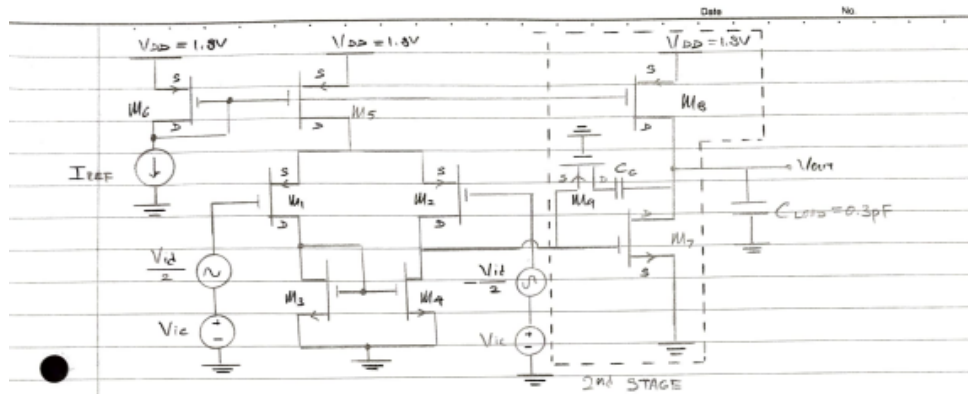 Date No.
VDD = 1.8V VDD = 1.8V VDD = 1.8V
S S S
M6 M5 M8
D D D
IREF
S S S D CC Vout
M1 M2 M9
D D D CLOAD = 0.3pF
M7
Vid/2 -Vid/2
S
M3 M4
Vic Vic
+ +
- -
2nd STAGE